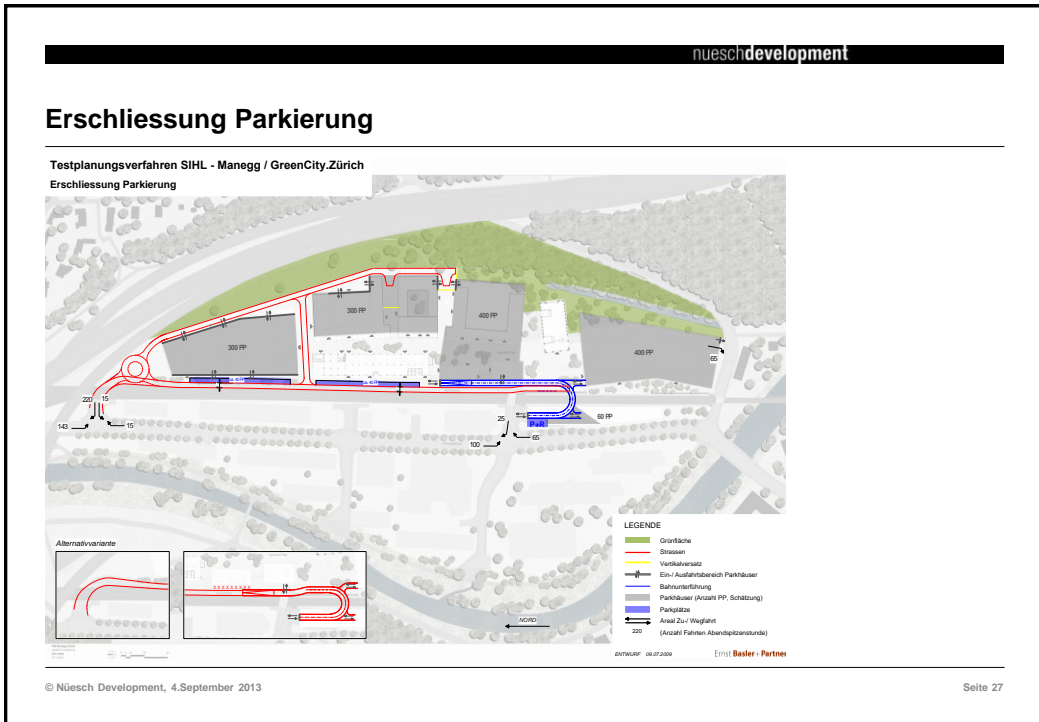 nueschdevelopment
Erschliessung Parkierung
Testplanungsverfahren SIHL - Manegg / GreenCity.Zürich
Erschliessung Parkierung
300 PP
400 PP
300 PP
400 PP
65
220
15
143
15
25
60 PP
P+R
100
65
Alternativvariante
XXXXXXXXX
NORD
LEGENDE
Grünfläche
Strassen
Vertikalversatz
Ein-/ Ausfahrtsbereich Parkhäuser
Bahnunterführung
Parkhäuser (Anzahl PP, Schätzung)
Parkplätze
Areal Zu-/ Wegfahrt
220
(Anzahl Fahrten Abendspitzenstunde)
ENTWURF 09.07.2009
Ernst Basler + Partner
© Nüesch Development, 4.September 2013
Seite 27